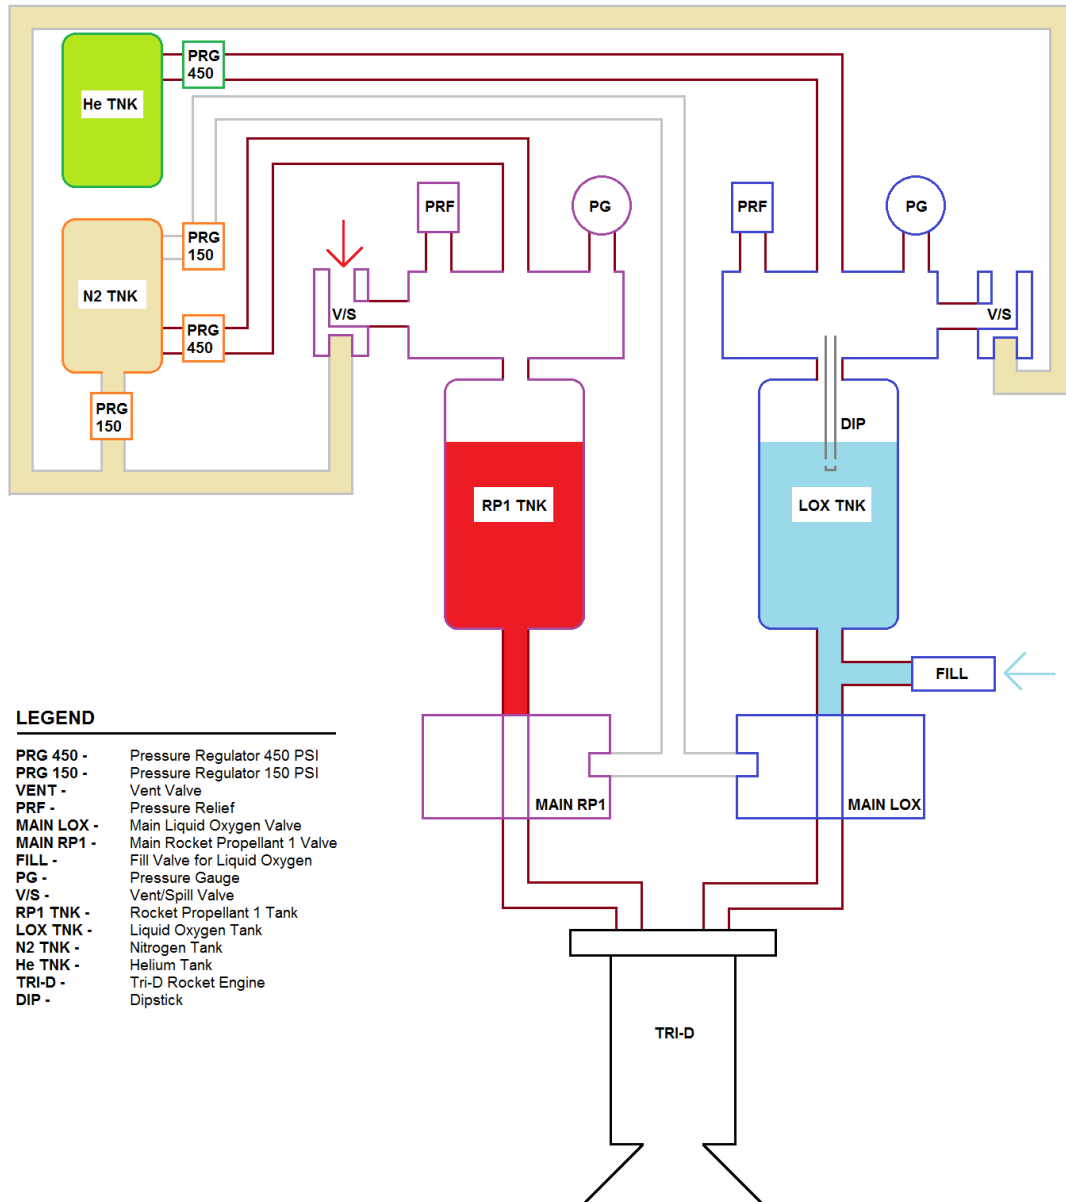 PRG
450
He TNK
PRF
PG
PRF
PG
PRG
150
N2 TNK
V/S
V/S
PRG
450
PRG
150
DIP
RP1 TNK
LOX TNK
FILL
MAIN RP1
MAIN LOX
TRI-D
LEGEND
PRG 450 - Pressure Regulator 450 PSI
PRG 150 - Pressure Regulator 150 PSI
VENT - Vent Valve
PRF - Pressure Relief
MAIN LOX - Main Liquid Oxygen Valve
MAIN RP1 - Main Rocket Propellant 1 Valve
FILL - Fill Valve for Liquid Oxygen
PG - Pressure Gauge
V/S - Vent/Spill Valve
RP1 TNK - Rocket Propellant 1 Tank
LOX TNK - Liquid Oxygen Tank
N2 TNK - Nitrogen Tank
He TNK - Helium Tank
TRI-D - Tri-D Rocket Engine
DIP - Dipstick